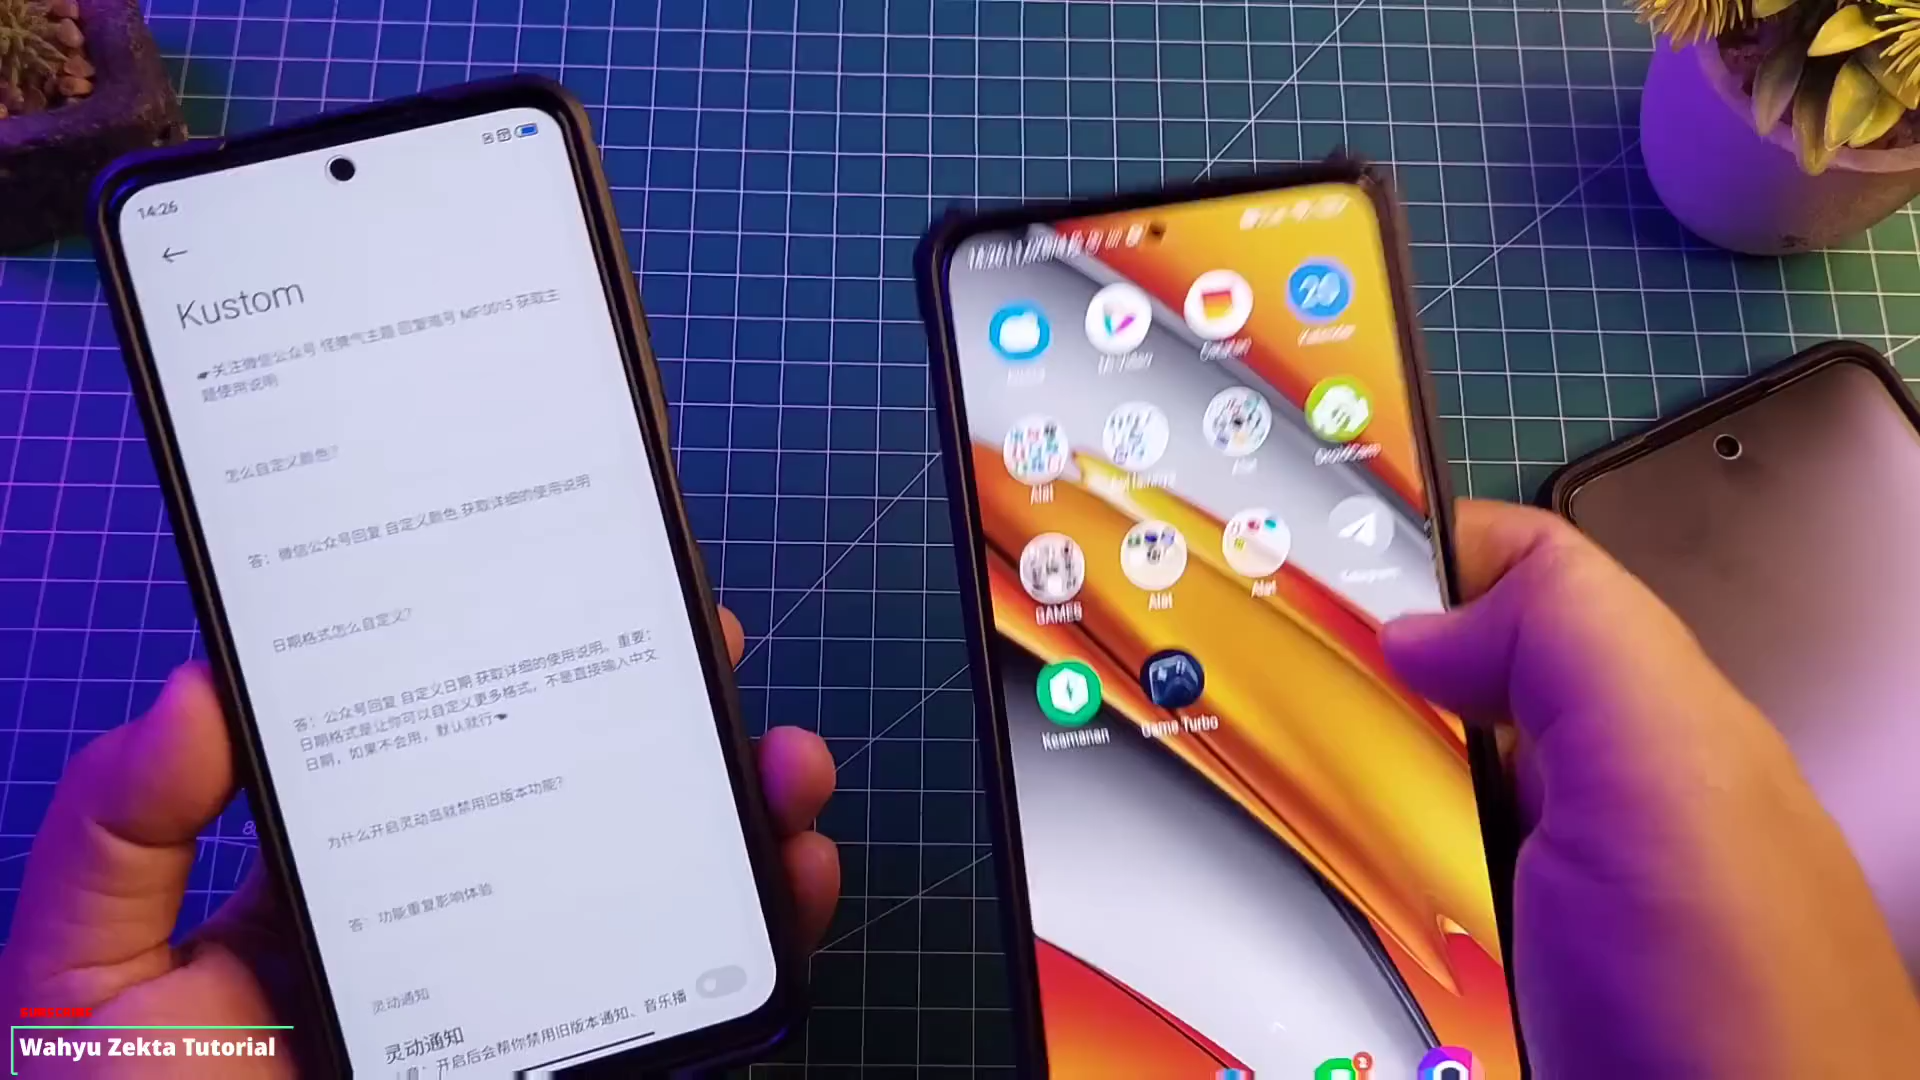 14:26
Kustom
关注微信公众号 怪揍气主题 回复暗号 MF0015 获取主
题使用说明
怎么自定义颜色?
答：微信公众号回复 自定义颜色 获取详细的使用说明
日期格式怎么自定义?
答：公众号回复 自定义日期 获取详细的使用说明。重要：
日期格式是让你可以自定义更多格式，不是直接输入中文
日期，如果不会用，默认就行
为什么开启灵动岛就禁用旧版本功能?
答：功能重复影响体验
灵动通知
灵动通知
开启后会帮你禁用旧版本通知、音乐播
20
Alat
Alat
GAMES
Alat
Alat
Keamanan
Game Turbo
2
SUBSCRIBE
Wahyu Zekta Tutorial